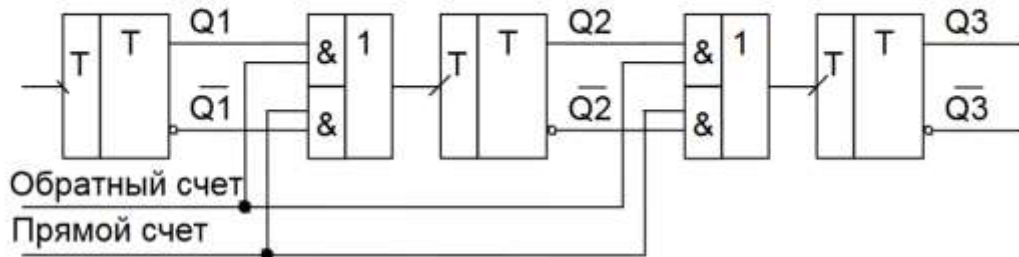 Q1 Q2 Q3
T T & 1 T T & 1 T T
Q1 Q2 Q3
& &
Обратный счет
Прямой счет